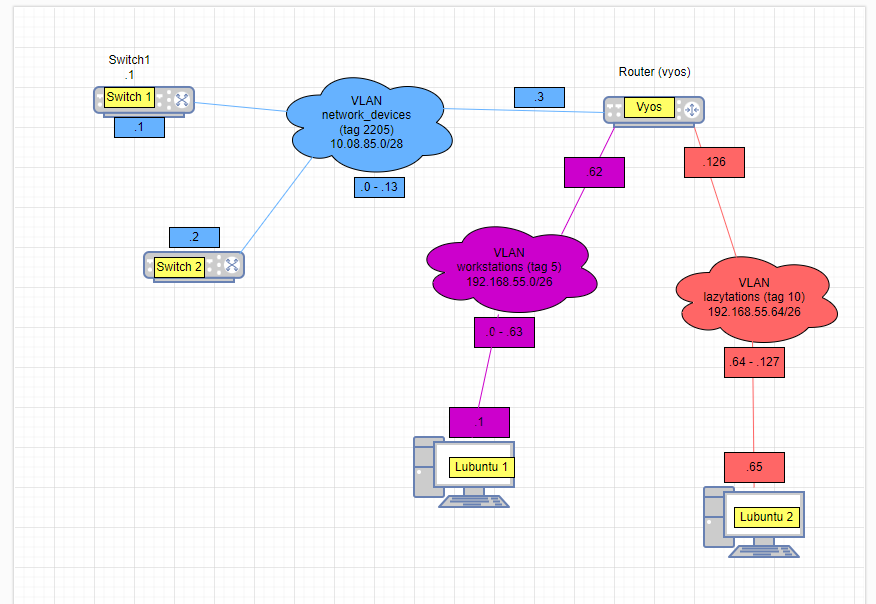 Switch1
.1
Switch 1
.1
VLAN
network_devices
(tag 2205)
10.08.85.0/28
.0 - .13
.3
Router (vyos)
Vyos
62
.126
.2
Switch 2
VLAN
workstations (tag 5)
192.168.55.0/26
.0 - .63
.1
Lubuntu 1
VLAN
lazytations (tag 10)
192.168.55.64/26
.64 - .127
.65
Lubuntu 2